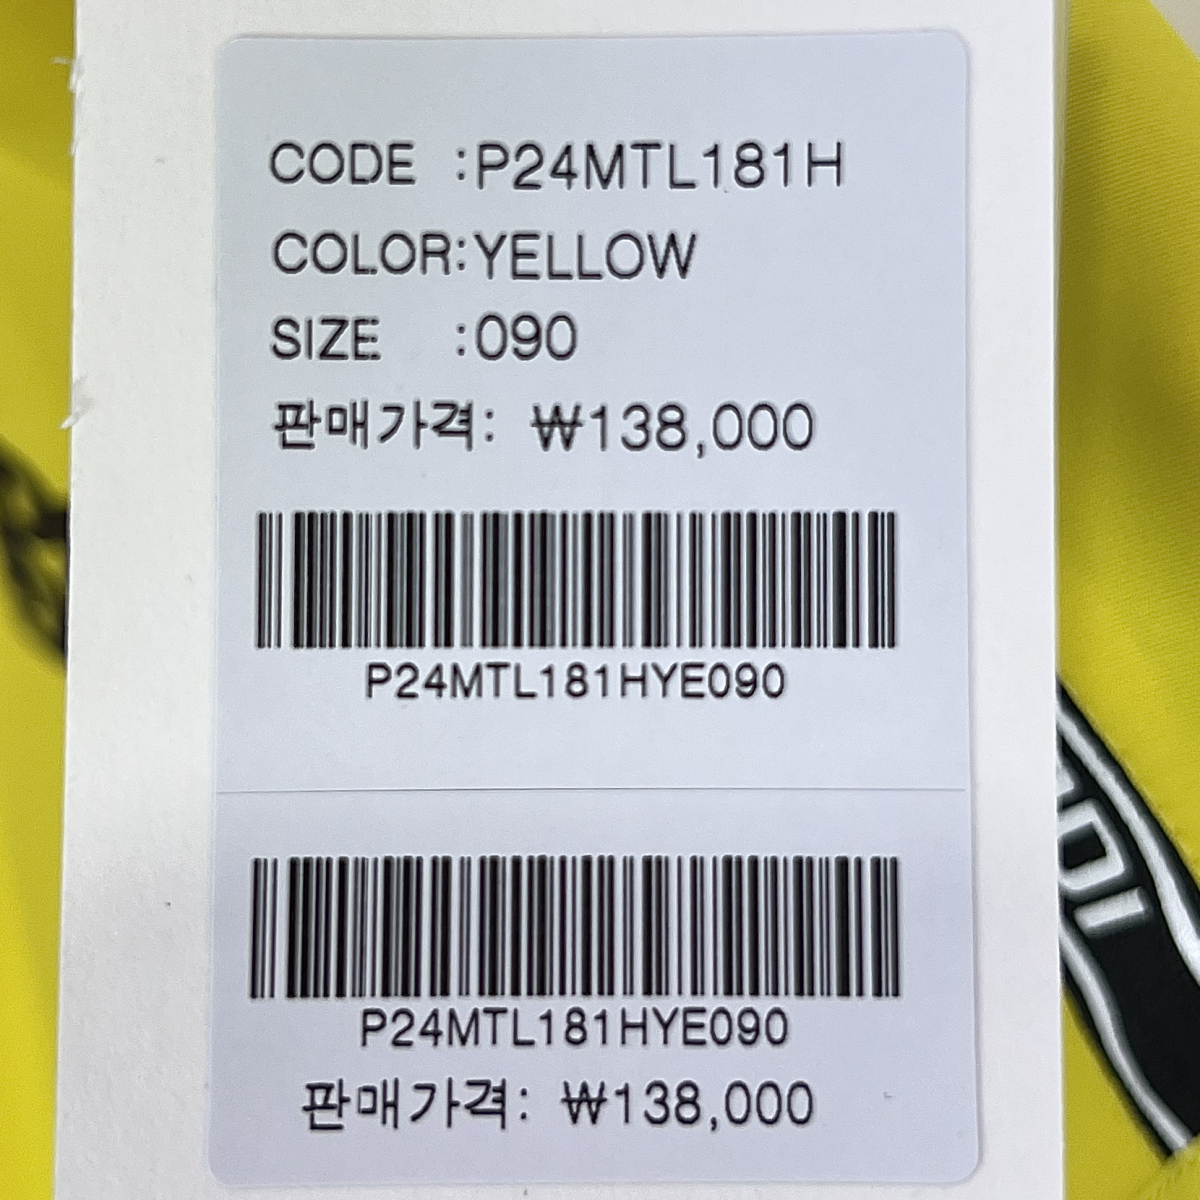 CODE :P24MTL181H
COLOR:YELLOW
SIZE :090
판매가격: ₩138,000
P24MTL181HYE090
P24MTL181HYE090
판매가격: ₩138,000